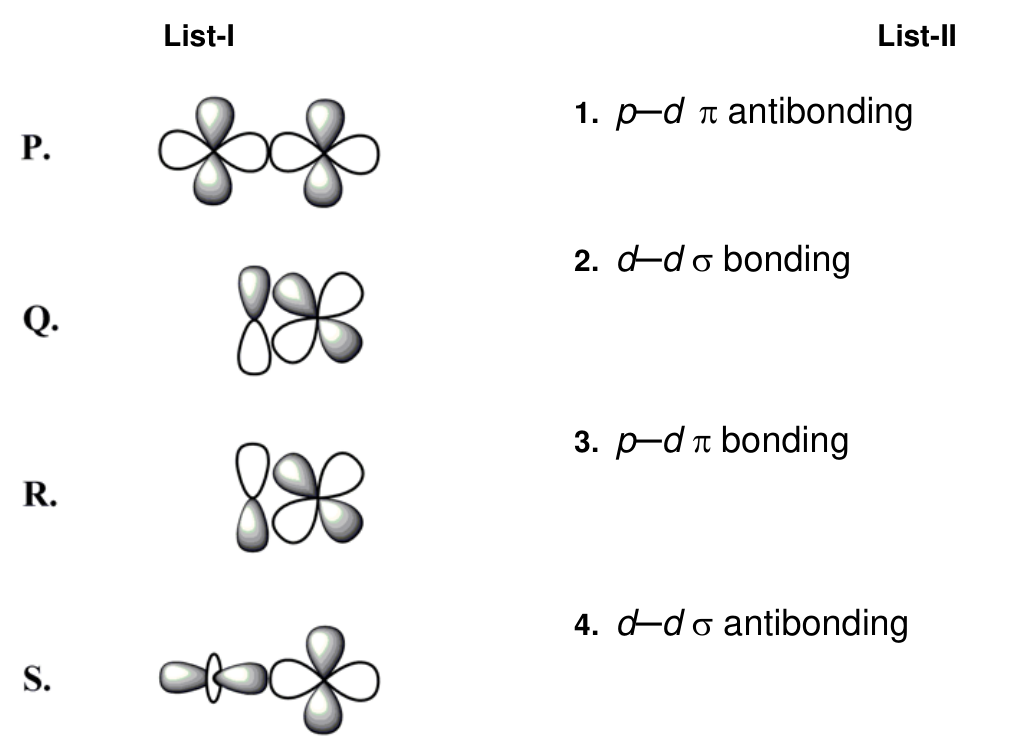 List-I List-II
P. 1. p–d π antibonding
2. d–d σ bonding
Q.
3. p–d π bonding
R.
4. d–d σ antibonding
S.